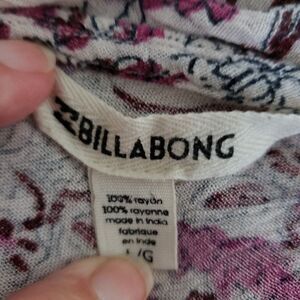 BILLABONG
100% rayon
100% rayonne
made in India
fabriqué
en Inde
L/G